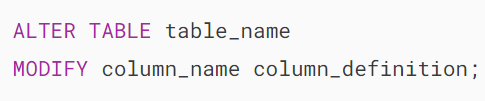 ALTER TABLE table_name
MODIFY column_name column_definition;